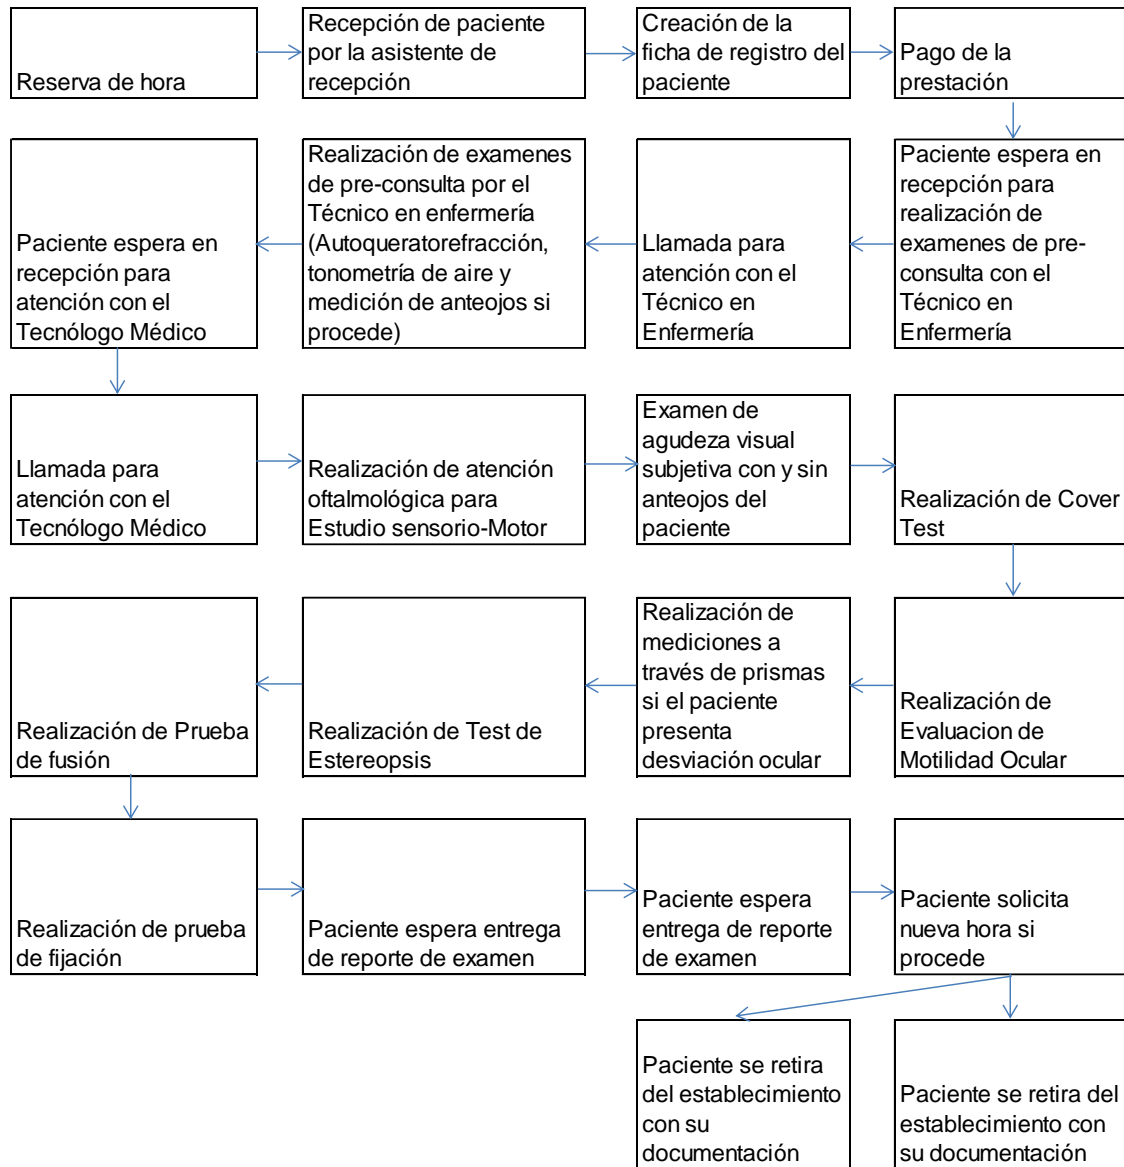 Reserva de hora
Recepción de paciente
por la asistente de
recepción
Creación de la
ficha de registro del
paciente
Pago de la
prestación
Paciente espera en
recepción para
realización de
examenes de pre-
consulta con el
Técnico en
Enfermería
Llamada para
atención con el
Técnico en
Enfermería
Realización de examenes
de pre-consulta por el
Técnico en enfermería
(Autoqueratorefracción,
tonometría de aire y
medición de anteojos si
procede)
Paciente espera en
recepción para
atención con el
Tecnólogo Médico
Llamada para
atención con el
Tecnólogo Médico
Realización de atención
oftalmológica para
Estudio sensorio-Motor
Examen de
agudeza visual
subjetiva con y sin
anteojos del
paciente
Realización de Cover
Test
Realización de
Evaluacion de
Motilidad Ocular
Realización de
mediciones a
través de prismas
si el paciente
presenta
desviación ocular
Realización de Test de
Estereopsis
Realización de Prueba
de fusión
Realización de prueba
de fijación
Paciente espera entrega
de reporte de examen
Paciente espera
entrega de reporte
de examen
Paciente solicita
nueva hora si
procede
Paciente se retira
del establecimiento
con su
documentación
Paciente se retira del
establecimiento con
su documentación